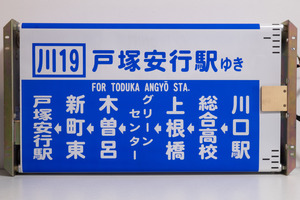 川19 戸塚安行駅ゆき
FOR TODUKA ANGYŌ STA.
川口駅
↓
総合高校
↓
上根橋
↓
グリーンセンター
↓
木曽呂
↓
新町東
↓
戸塚安行駅